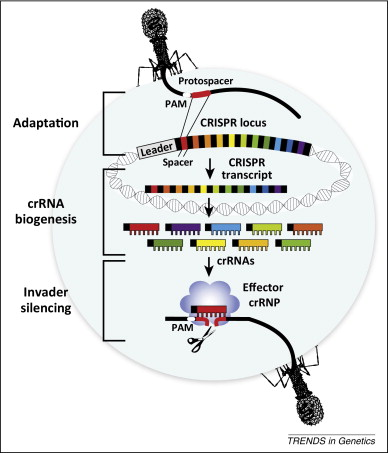 Protospacer
PAM
Adaptation
CRISPR locus
Leader
Spacer
CRISPR
transcript
crRNA
biogenesis
crRNAs
Invader
silencing
Effector
crRNP
PAM
TRENDS in Genetics